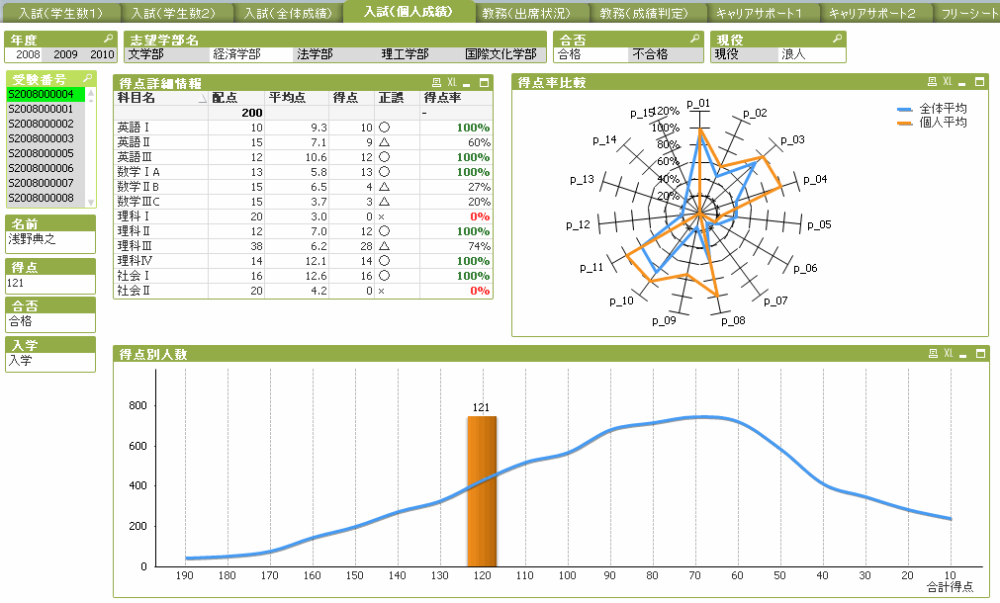 入試(学生数1) 入試(学生数2) 入試(全体成績) 入試(個人成績) 教務(出席状況) 教務(成績判定) キャリアサポート1 キャリアサポート2 フリーシート
年度 志望学部名 合否 現役
2008 2009 2010 文学部 経済学部 法学部 理工学部 国際文化学部 合格 不合格 現役 浪人
受験番号
S2008000004
S2008000001
S2008000002
S2008000003
S2008000005
S2008000006
S2008000007
S2008000008
名前
浅野典之
得点
121
合否
合格
入学
入学
得点詳細情報 XL
科目名 配点 平均点 得点 正誤 得点率
200 -
英語Ⅰ 10 9.3 10 ○ 100%
英語Ⅱ 15 7.1 9 △ 60%
英語Ⅲ 12 10.6 12 ○ 100%
数学ⅠA 13 5.8 13 ○ 100%
数学ⅡB 15 6.5 4 △ 27%
数学ⅢC 15 3.7 3 △ 20%
理科Ⅰ 20 3.0 0 × 0%
理科Ⅱ 12 7.0 12 ○ 100%
理科Ⅲ 38 6.2 28 △ 74%
理科Ⅳ 14 12.1 14 ○ 100%
社会Ⅰ 16 12.6 16 ○ 100%
社会Ⅱ 20 4.2 0 × 0%
得点率比較 XL
p_01
p_02
p_03
p_04
p_05
p_06
p_07
p_08
p_09
p_10
p_11
p_12
p_13
p_14
p_15
120%
100%
80%
60%
40%
20%
全体平均
個人平均
得点別人数 XL
121
800
600
400
200
0
190 180 170 160 150 140 130 120 110 100 90 80 70 60 50 40 30 20 10
合計得点